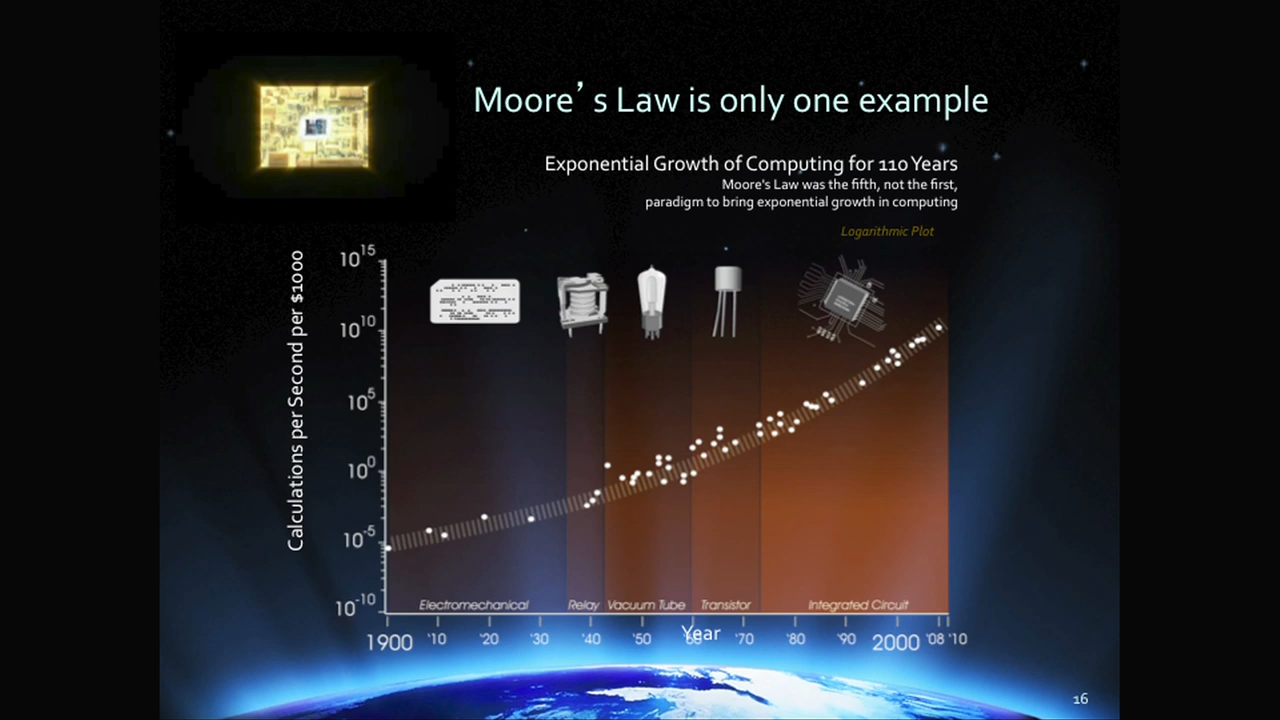 Moore’s Law is only one example
Exponential Growth of Computing for 110 Years
Moore's Law was the fifth, not the first,
paradigm to bring exponential growth in computing
Logarithmic Plot
Calculations per Second per $1000
10^15
10^10
10^5
10^0
10^-5
10^-10
Electromechanical Relay Vacuum Tube Transistor Integrated Circuit
1900 '10 '20 '30 '40 '50 '60 '70 '80 '90 2000 '08 '10
Year
16